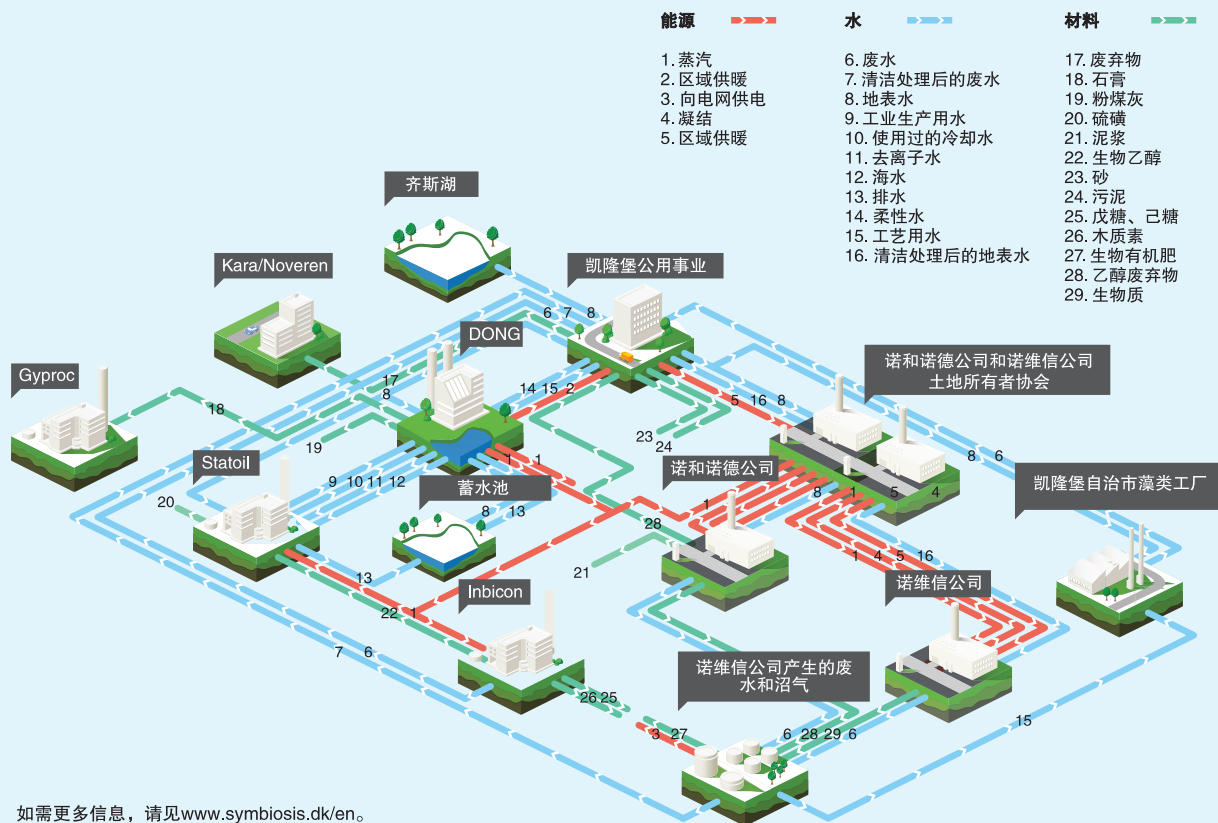 能源
1. 蒸汽
2. 区域供暖
3. 向电网供电
4. 凝结
5. 区域供暖
水
6. 废水
7. 清洁处理后的废水
8. 地表水
9. 工业生产用水
10. 使用过的冷却水
11. 去离子水
12. 海水
13. 排水
14. 柔性水
15. 工艺用水
16. 清洁处理后的地表水
材料
17. 废弃物
18. 石膏
19. 粉煤灰
20. 硫磺
21. 泥浆
22. 生物乙醇
23. 砂
24. 污泥
25. 戊糖、己糖
26. 木质素
27. 生物有机肥
28. 乙醇废弃物
29. 生物质
齐斯湖
Kara/Noveren
凯隆堡公用事业
6 7 8
DONG
诺和诺德公司和诺维信公司
土地所有者协会
Gyproc
17
8
14 15 2
5 16 8
18
19
23
24
Statoil
1 1
诺和诺德公司
8 6
凯隆堡自治市藻类工厂
9 10 11 12
蓄水池
20
8 13
1
8 1 5 4
28
1 4 5 16
21
13
Inbicon
诺维信公司
22 1
7 6
诺维信公司产生的废
水和沼气
26 25
15
3 27
6 28 29 6
如需更多信息，请见www.symbiosis.dk/en。